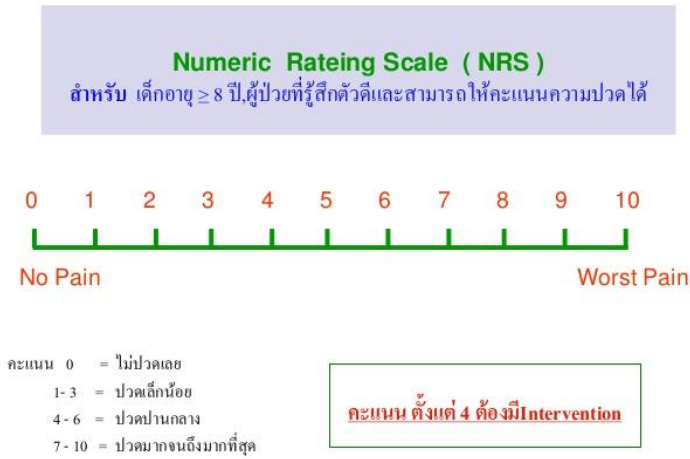 Numeric Rateing Scale ( NRS )
สำหรับ เด็กอายุ ≥ 8 ปี,ผู้ป่วยที่รู้สึกตัวดีและสามารถให้คะแนนความปวดได้
0 1 2 3 4 5 6 7 8 9 10
No Pain Worst Pain
คะแนน 0 = ไม่ปวดเลย
1- 3 = ปวดเล็กน้อย
4 - 6 = ปวดปานกลาง
7 - 10 = ปวดมากจนถึงมากที่สุด
คะแนน ตั้งแต่ 4 ต้องมีIntervention